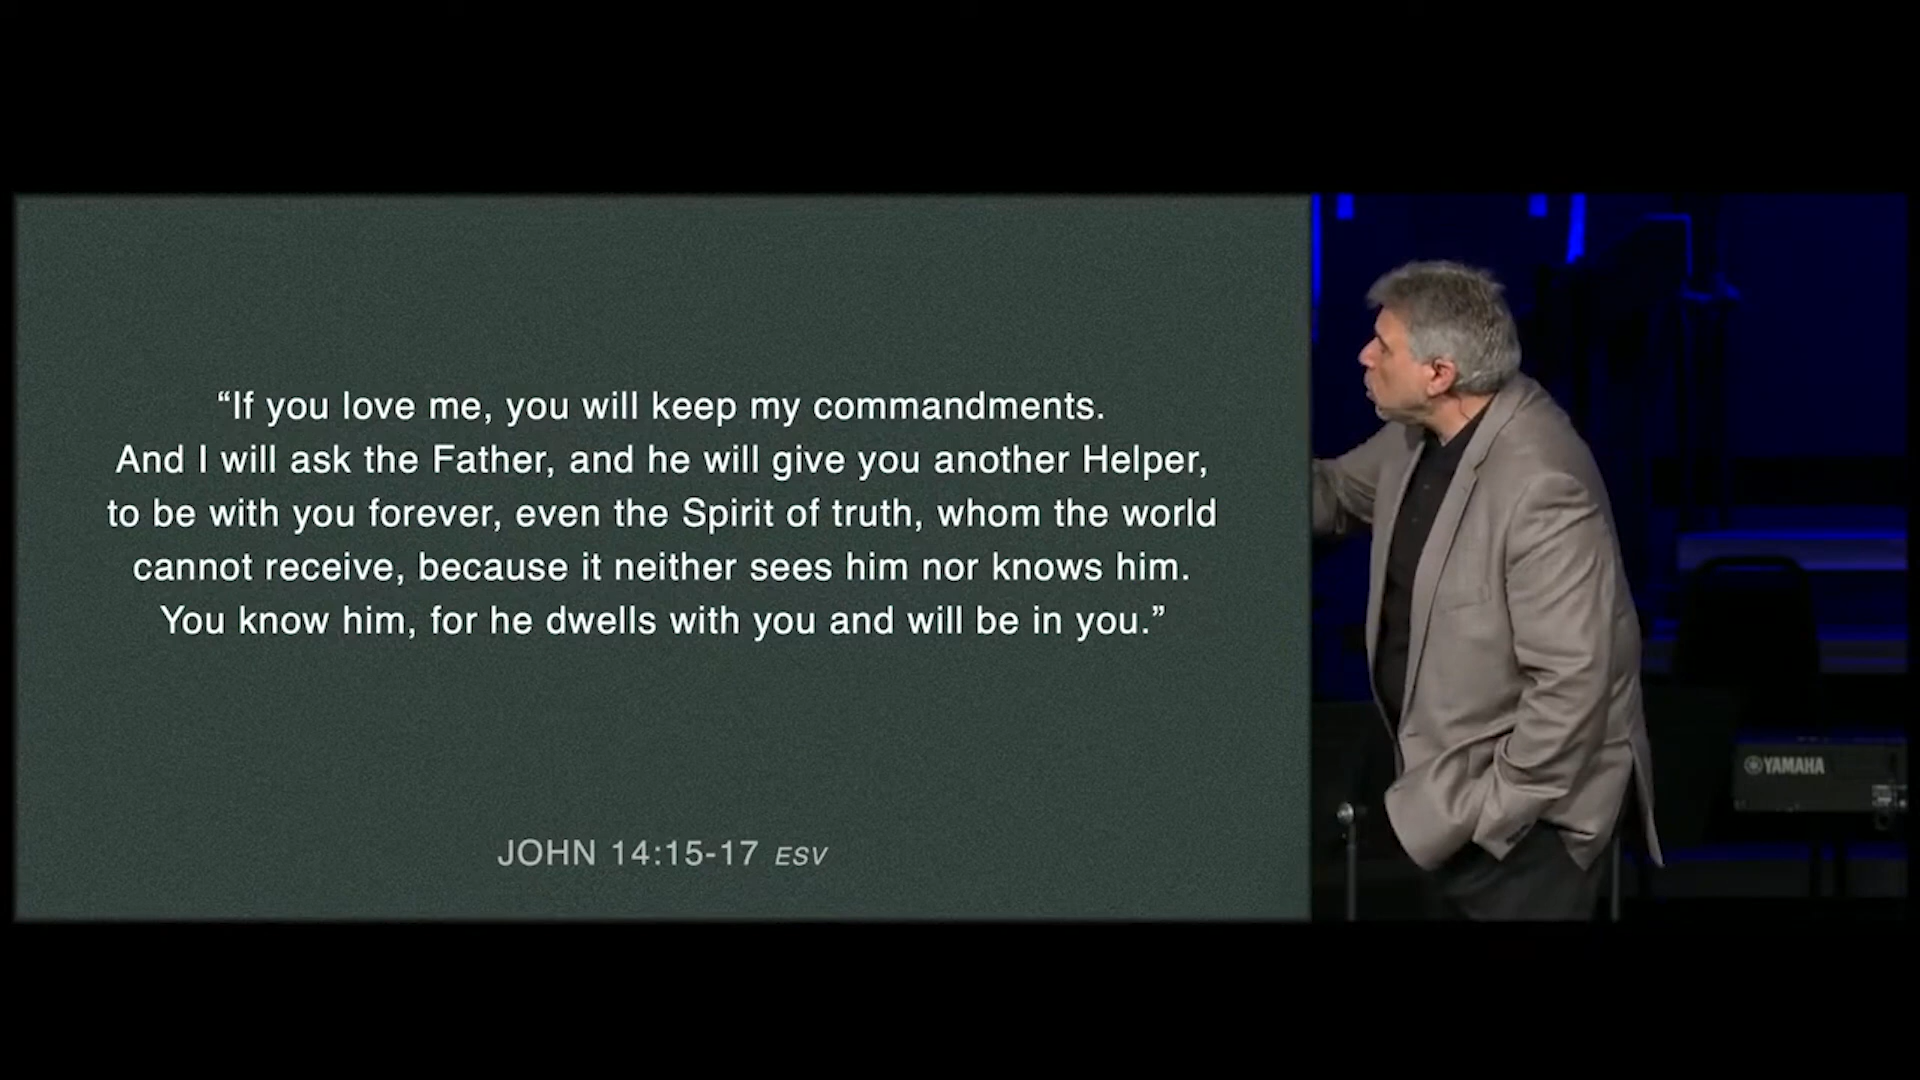 “If you love me, you will keep my commandments.
And I will ask the Father, and he will give you another Helper,
to be with you forever, even the Spirit of truth, whom the world
cannot receive, because it neither sees him nor knows him.
You know him, for he dwells with you and will be in you.”
JOHN 14:15-17 ESV
YAMAHA